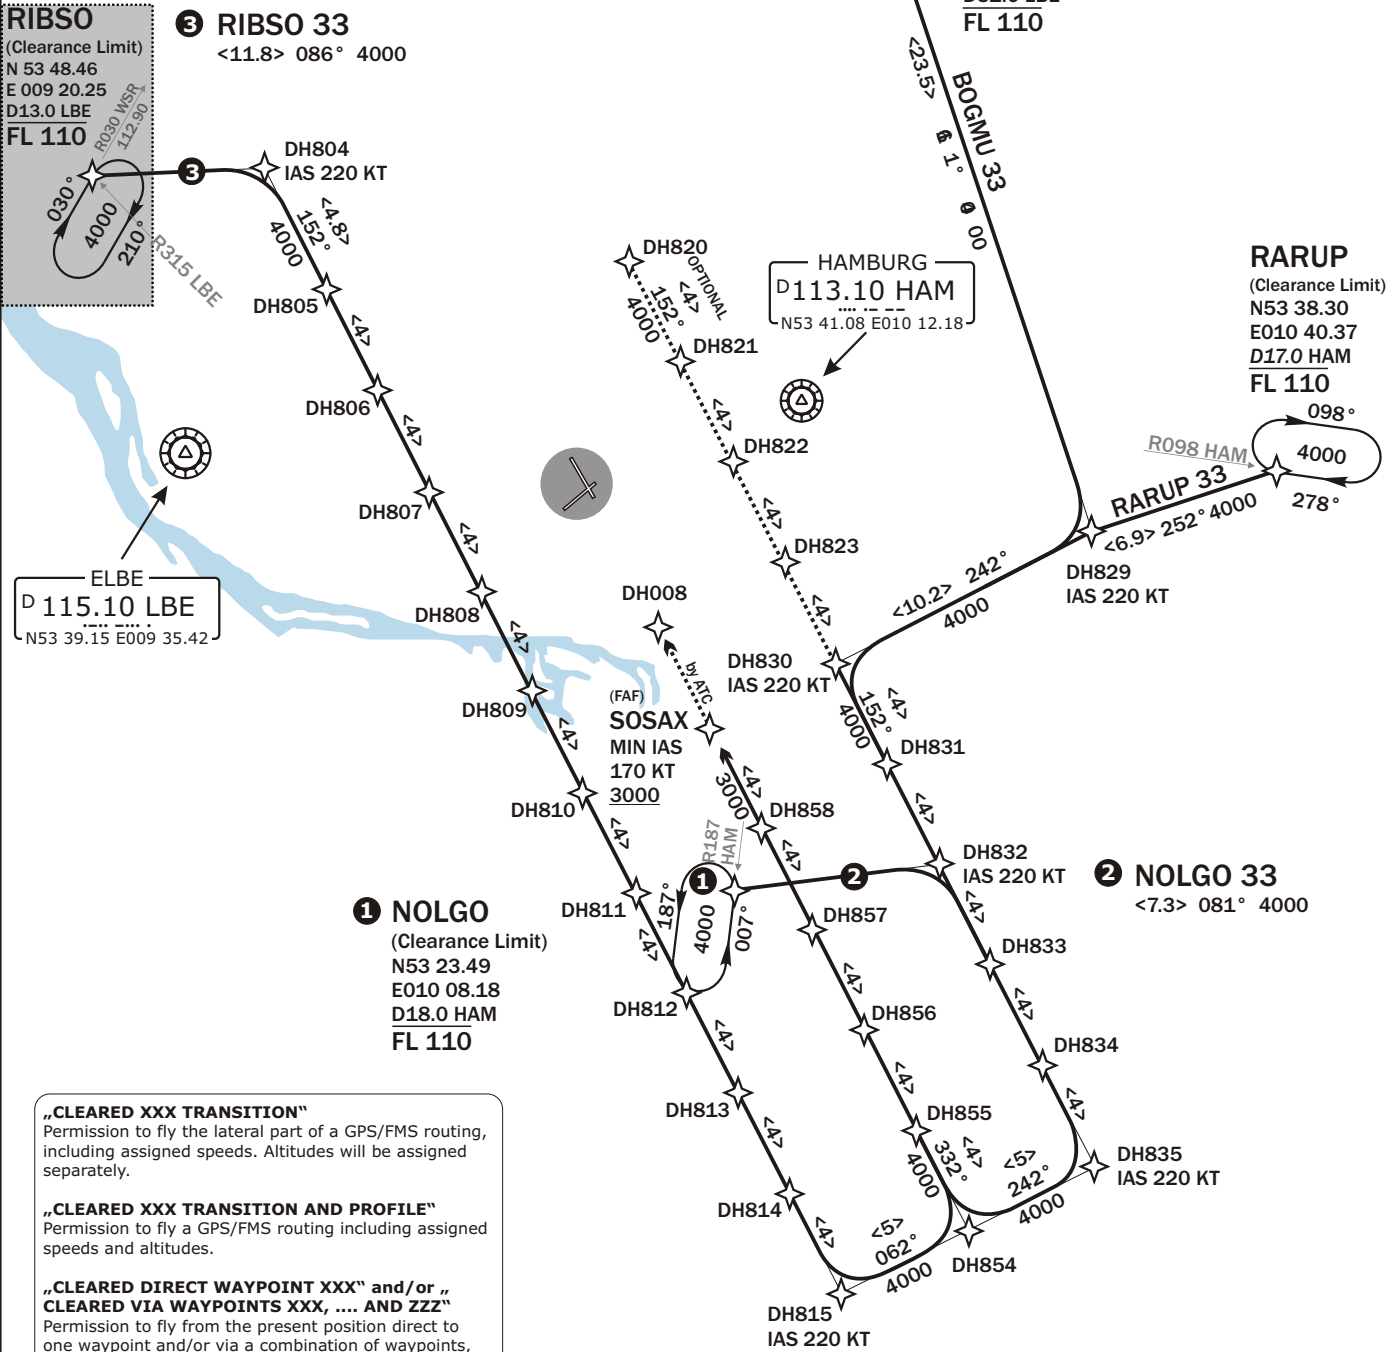 RIBSO
(Clearance Limit)
N 53 48.46
E 009 20.25
D13.0 LBE
FL 110
R030 WSR
112.90
030°
4000
210°
R315 LBE
3 RIBSO 33
<11.8> 086° 4000
3
DH804
IAS 220 KT
<4.8>
152°
4000
DH805
<4>
DH806
<4>
DH807
<4>
DH808
<4>
DH809
<4>
DH810
<4>
DH811
<4>
DH812
<4>
DH813
<4>
DH814
<4>
DH815
IAS 220 KT
<5>
062°
4000
FL 110
<23.5>
BOGMU 33
1°
00
DH820
OPTIONAL
<4>
152°
4000
DH821
<4>
DH822
<4>
DH823
<4>
HAMBURG
D 113.10 HAM
N53 41.08 E010 12.18
RARUP
(Clearance Limit)
N53 38.30
E010 40.37
D17.0 HAM
FL 110
098°
4000
278°
R098 HAM
RARUP 33
<6.9> 252° 4000
DH829
IAS 220 KT
<10.2> 242°
4000
ELBE
D 115.10 LBE
N53 39.15 E009 35.42
DH008
by ATC
(FAF)
SOSAX
MIN IAS
170 KT
3000
DH830
IAS 220 KT
<4>
152°
4000
DH831
<4>
DH832
IAS 220 KT
<4>
DH833
<4>
DH834
<4>
DH835
IAS 220 KT
<5>
242°
4000
DH854
<4>
332°
4000
DH855
<4>
DH856
<4>
DH857
<4>
DH858
<4>
3000
R187
HAM
1
187°
4000
007°
2
2 NOLGO 33
<7.3> 081° 4000
1 NOLGO
(Clearance Limit)
N53 23.49
E010 08.18
D18.0 HAM
FL 110
„CLEARED XXX TRANSITION“
Permission to fly the lateral part of a GPS/FMS routing,
including assigned speeds. Altitudes will be assigned
separately.
„CLEARED XXX TRANSITION AND PROFILE“
Permission to fly a GPS/FMS routing including assigned
speeds and altitudes.
„CLEARED DIRECT WAYPOINT XXX“ and/or „
CLEARED VIA WAYPOINTS XXX, .... AND ZZZ“
Permission to fly from the present position direct to
one waypoint and/or via a combination of waypoints,